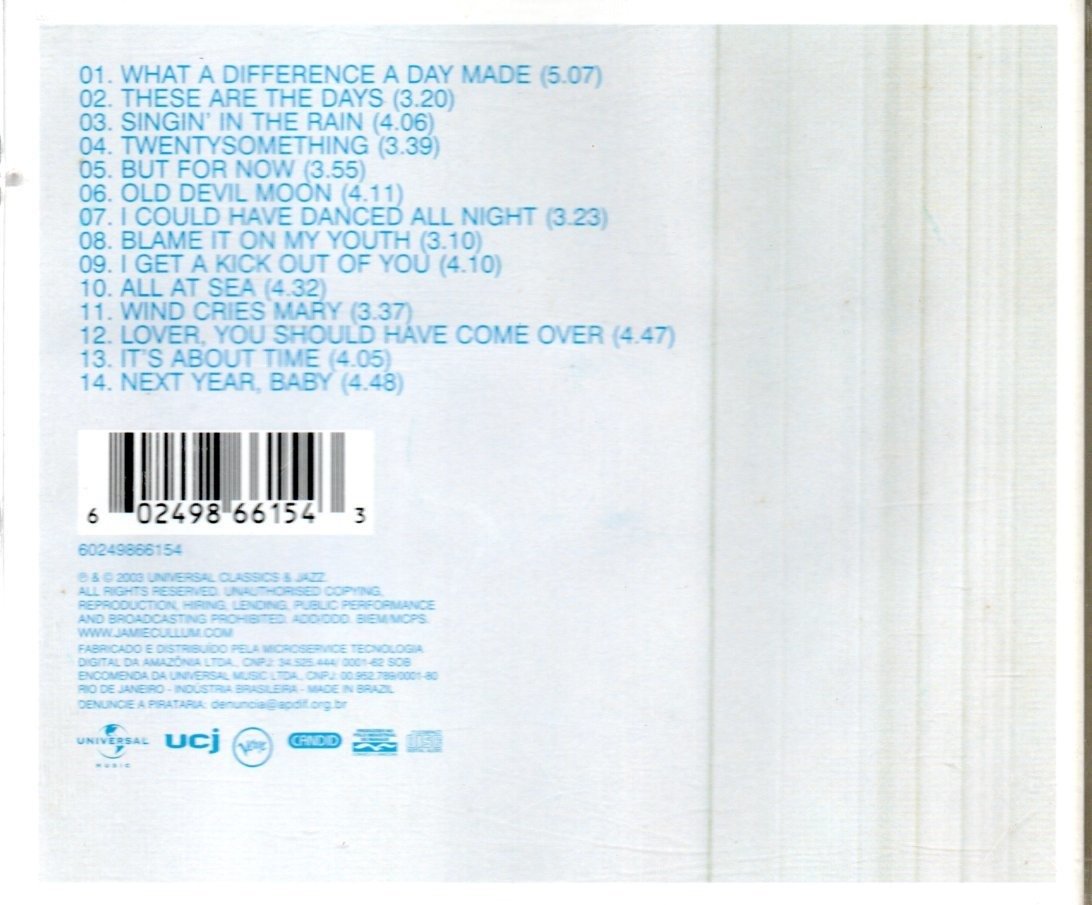 01. WHAT A DIFFERENCE A DAY MADE (5.07)
02. THESE ARE THE DAYS (3.20)
03. SINGIN' IN THE RAIN (4.06)
04. TWENTYSOMETHING (3.39)
05. BUT FOR NOW (3.55)
06. OLD DEVIL MOON (4.11)
07. I COULD HAVE DANCED ALL NIGHT (3.23)
08. BLAME IT ON MY YOUTH (3.10)
09. I GET A KICK OUT OF YOU (4.10)
10. ALL AT SEA (4.32)
11. WIND CRIES MARY (3.37)
12. LOVER, YOU SHOULD HAVE COME OVER (4.47)
13. IT'S ABOUT TIME (4.05)
14. NEXT YEAR, BABY (4.48)
6 02498 66154 3
60249866154
℗ & © 2003 UNIVERSAL CLASSICS & JAZZ.
ALL RIGHTS RESERVED. UNAUTHORISED COPYING,
REPRODUCTION, HIRING, LENDING, PUBLIC PERFORMANCE
AND BROADCASTING PROHIBITED. ADD/DDD. BIEM/MCPS.
WWW.JAMIECULLUM.COM
FABRICADO E DISTRIBUÍDO PELA MICROSERVICE TECNOLOGIA
DIGITAL DA AMAZÔNIA LTDA., CNPJ: 34.525.444/ 0001-62 SOB
ENCOMENDA DA UNIVERSAL MUSIC LTDA., CNPJ: 00.952.789/0001-80
RIO DE JANEIRO - INDÚSTRIA BRASILEIRA - MADE IN BRAZIL
DENUNCIE A PIRATARIA: denuncia@apdif.org.br
UNIVERSAL ucj Verve CANDID
MUSIC